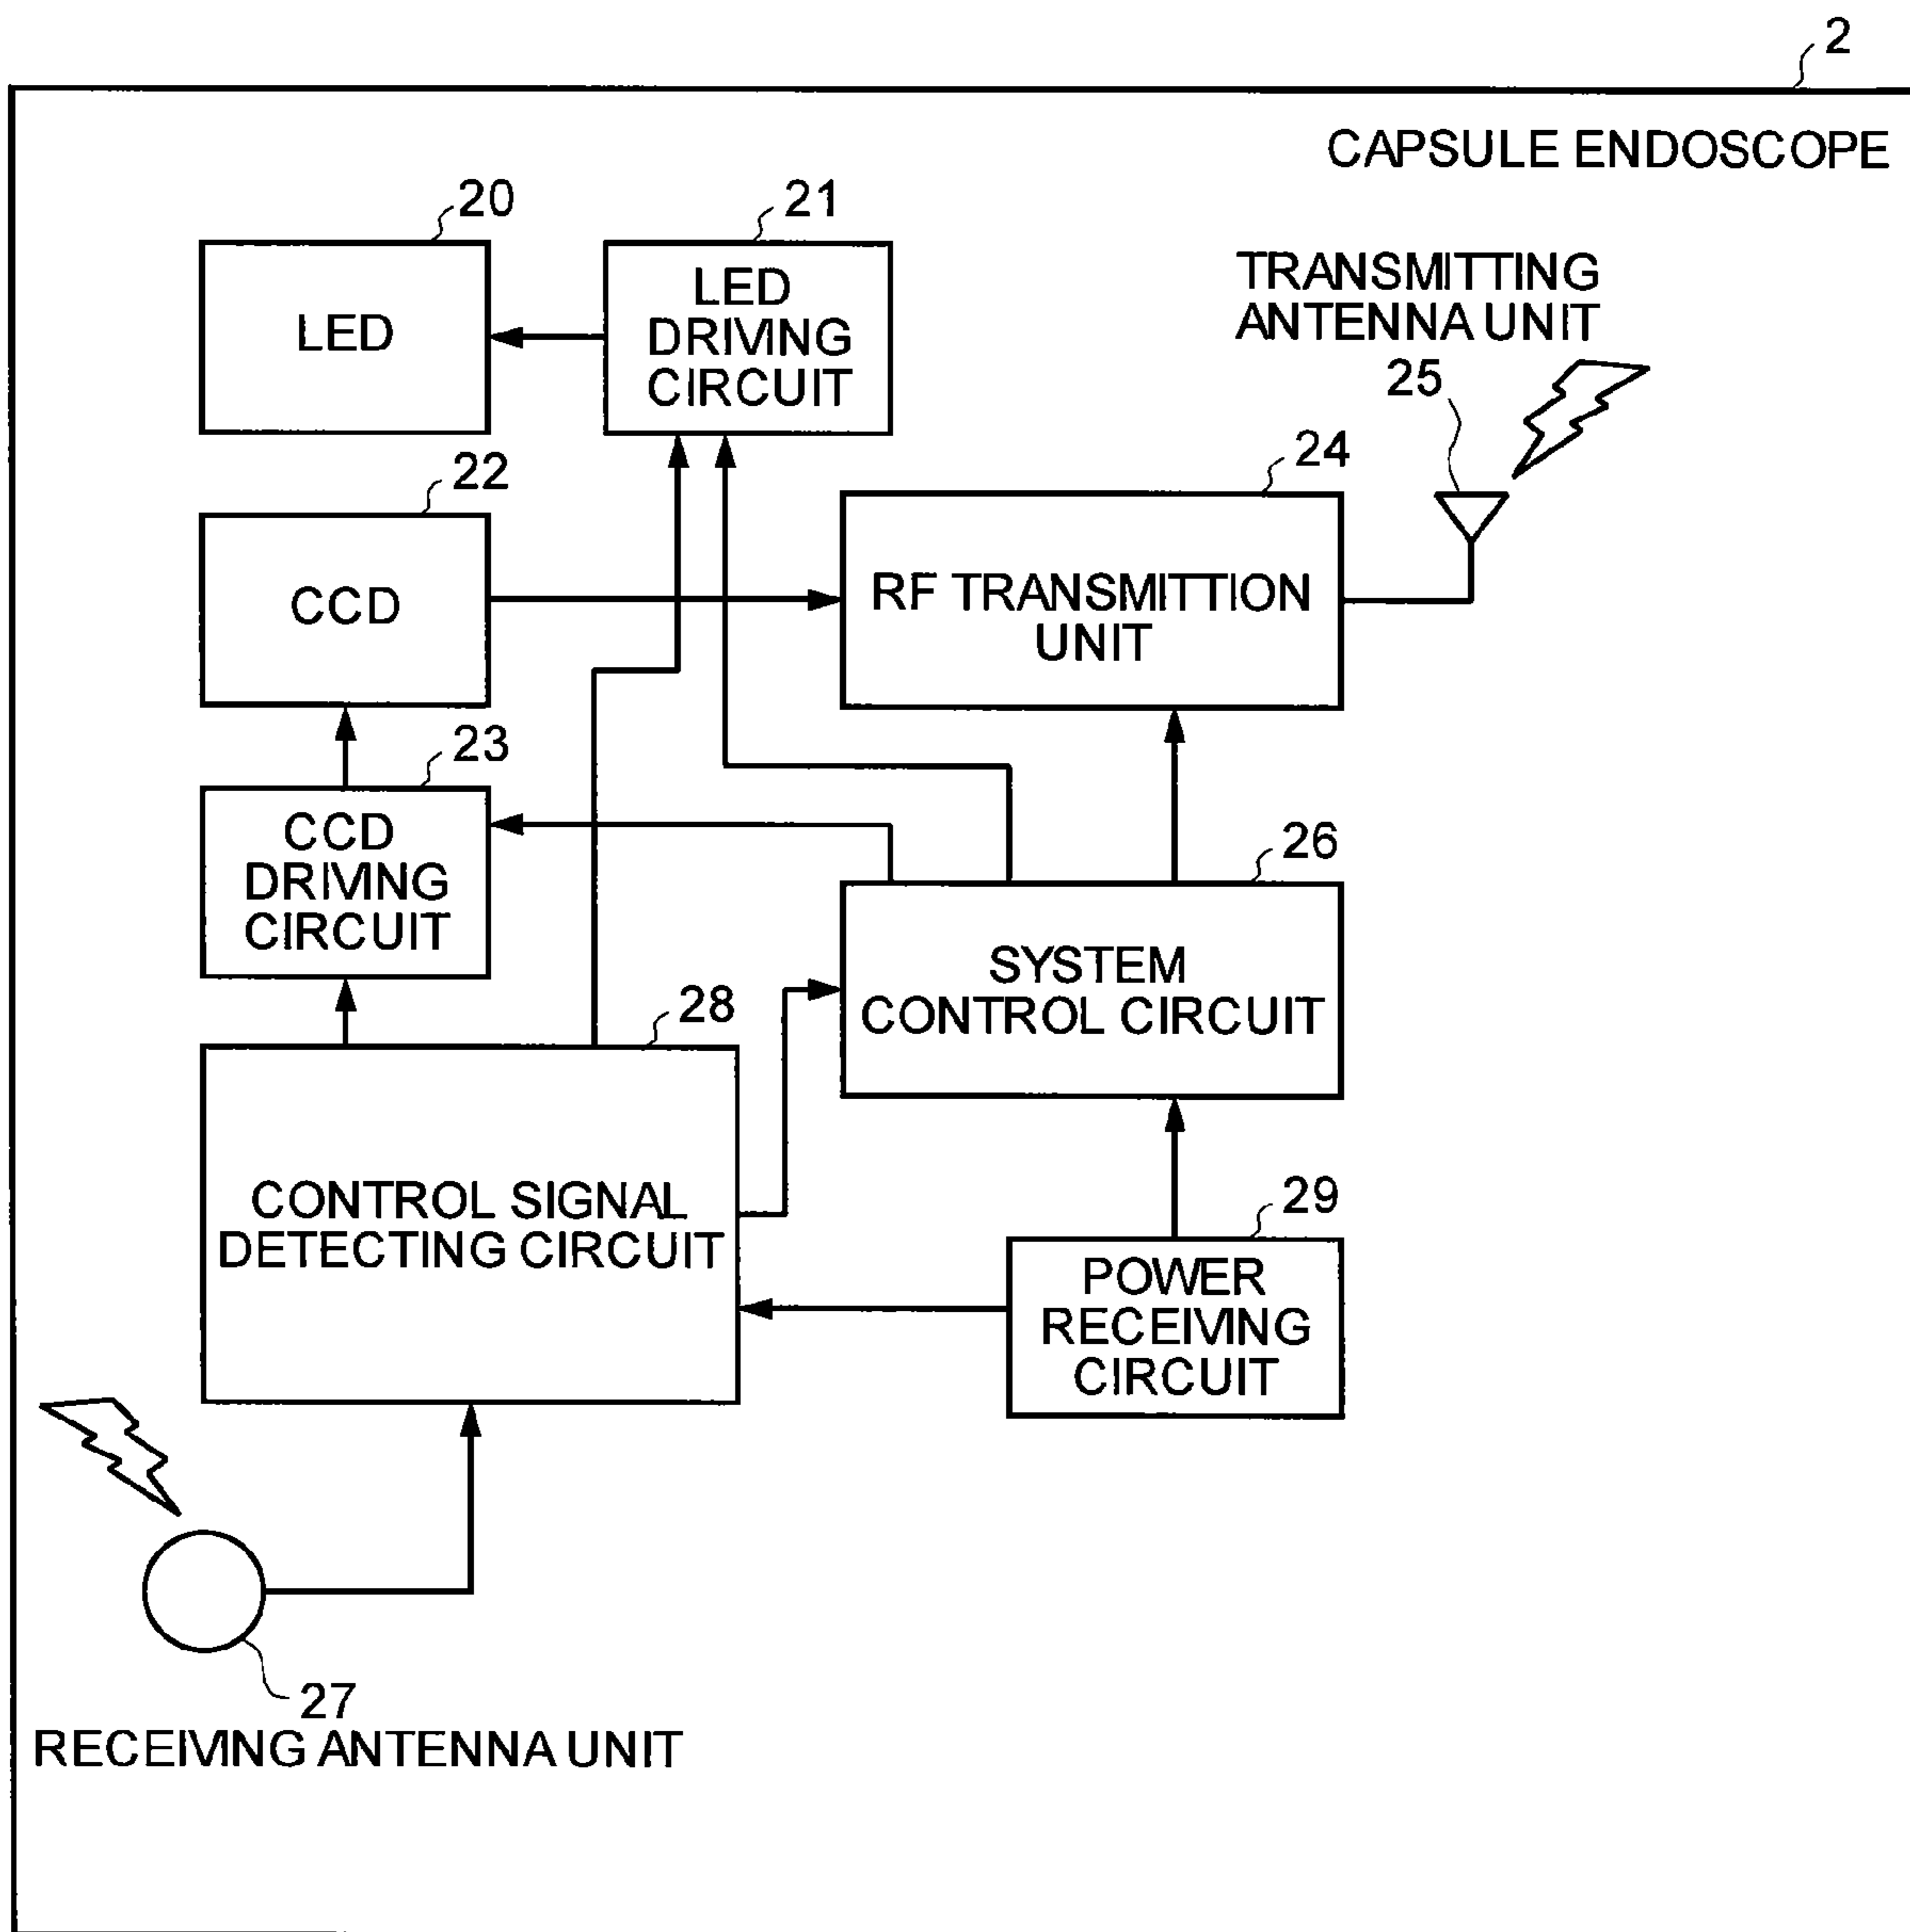 2
CAPSULE ENDOSCOPE
20
LED
21
LED
DRIVING
CIRCUIT
TRANSMITTING
ANTENNA UNIT
25
22
CCD
24
RF TRANSMITTION
UNIT
23
CCD
DRIVING
CIRCUIT
26
SYSTEM
CONTROL CIRCUIT
28
CONTROL SIGNAL
DETECTING CIRCUIT
29
POWER
RECEIVING
CIRCUIT
27
RECEIVING ANTENNA UNIT